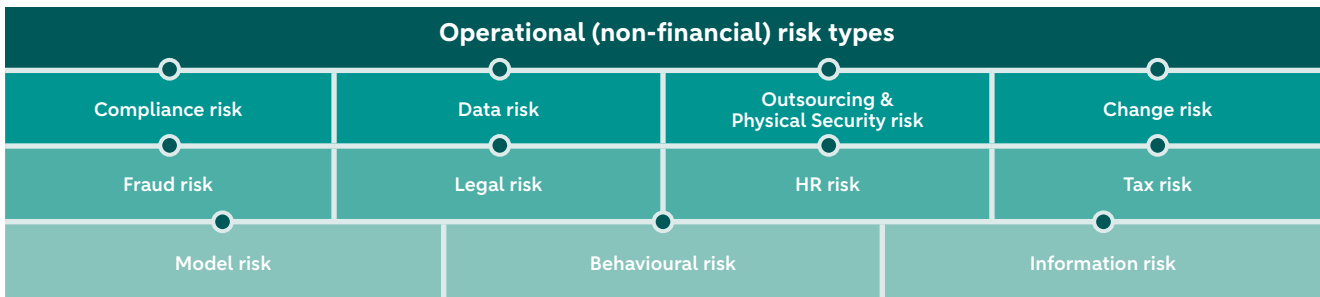 Operational (non-financial) risk types
Compliance risk
Data risk
Outsourcing &
Physical Security risk
Change risk
Fraud risk
Legal risk
HR risk
Tax risk
Model risk
Behavioural risk
Information risk